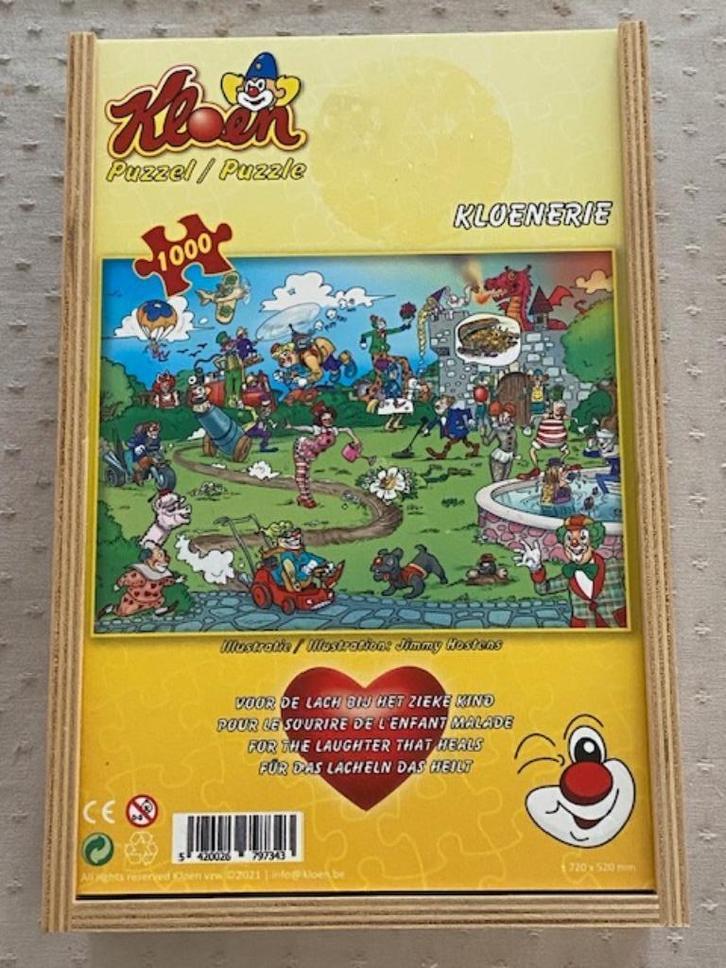 Kloen
Puzzel / Puzzle
KLOENERIE
1000
Illustratie / Illustration: Jimmy Hostens
VOOR DE LACH BIJ HET ZIEKE KIND
POUR LE SOURIRE DE L'ENFANT MALADE
FOR THE LAUGHTER THAT HEALS
FÜR DAS LACHELN DAS HEILT
CE
0-3
5 420026 797343
All rights reserved Kloen vzw ©2021 | info@kloen.be
± 720 x 520 mm